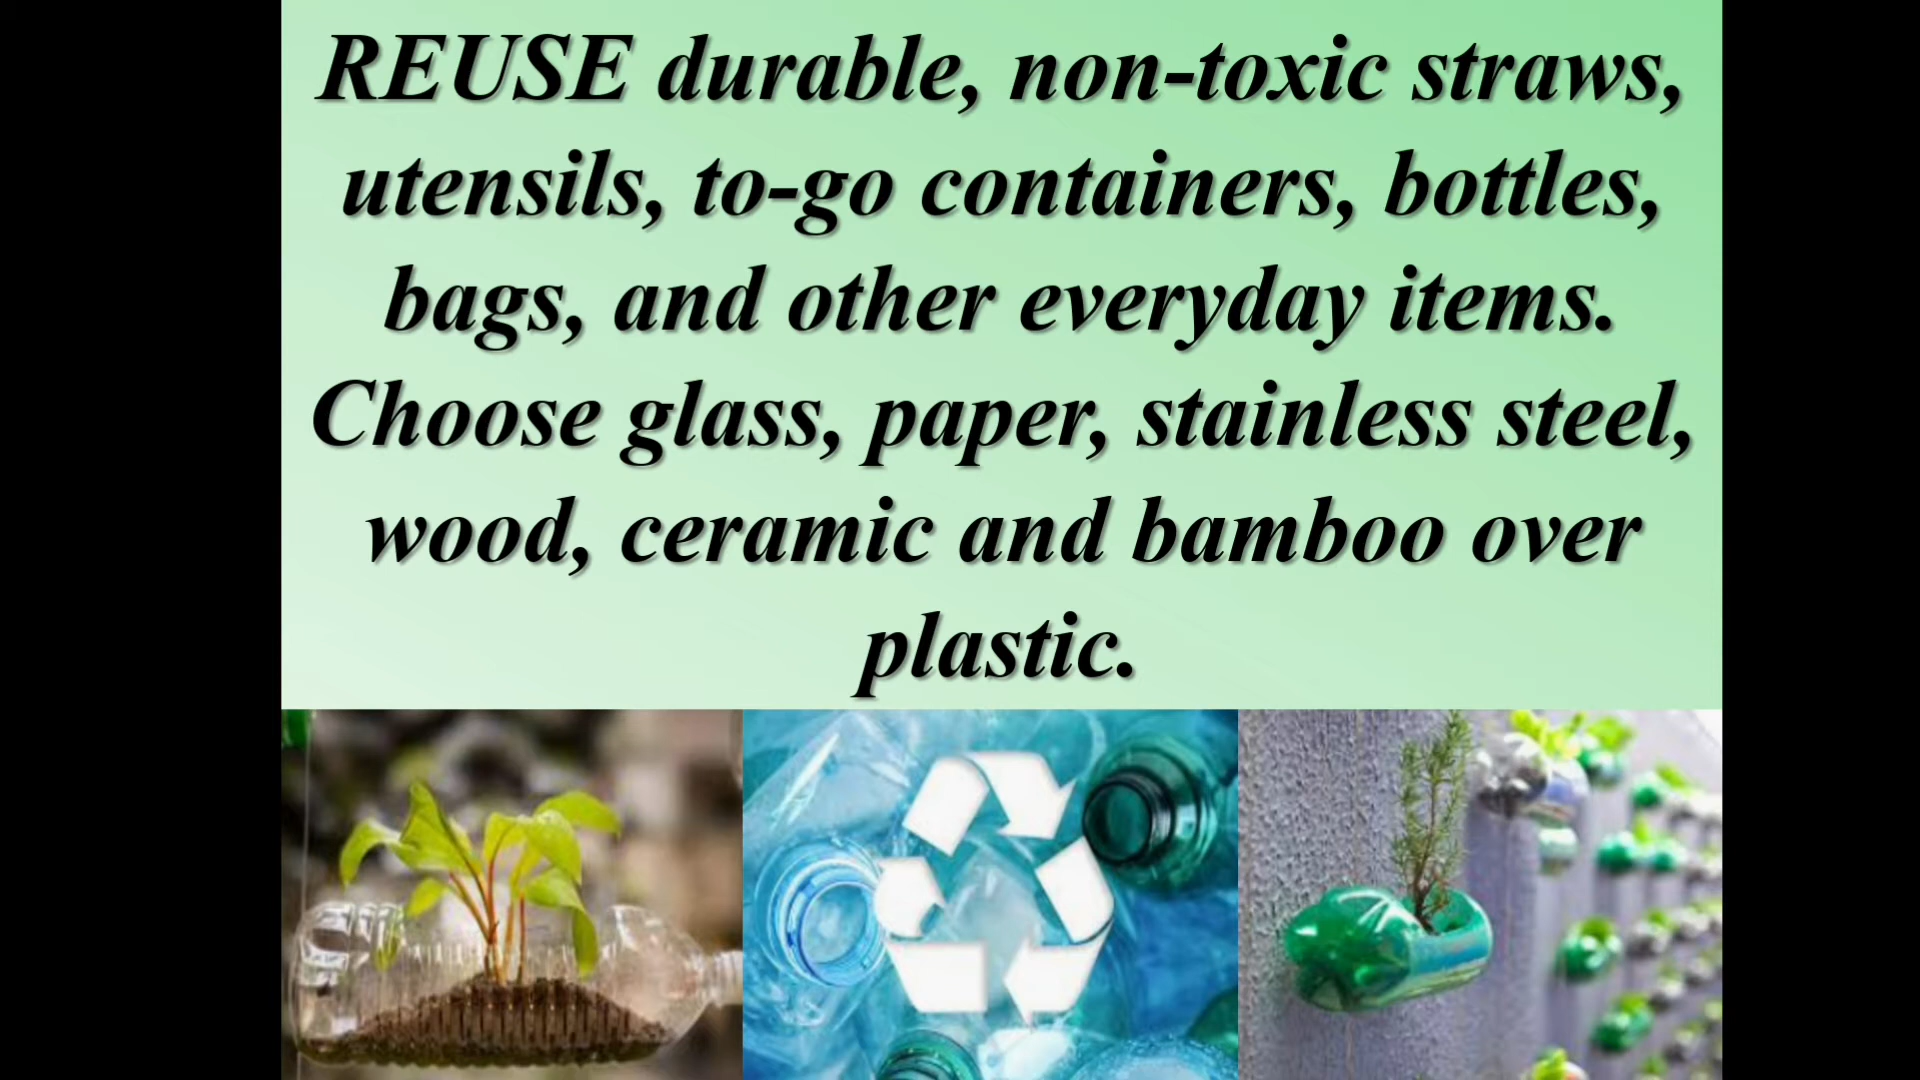 REUSE durable, non-toxic straws,
utensils, to-go containers, bottles,
bags, and other everyday items.
Choose glass, paper, stainless steel,
wood, ceramic and bamboo over
plastic.